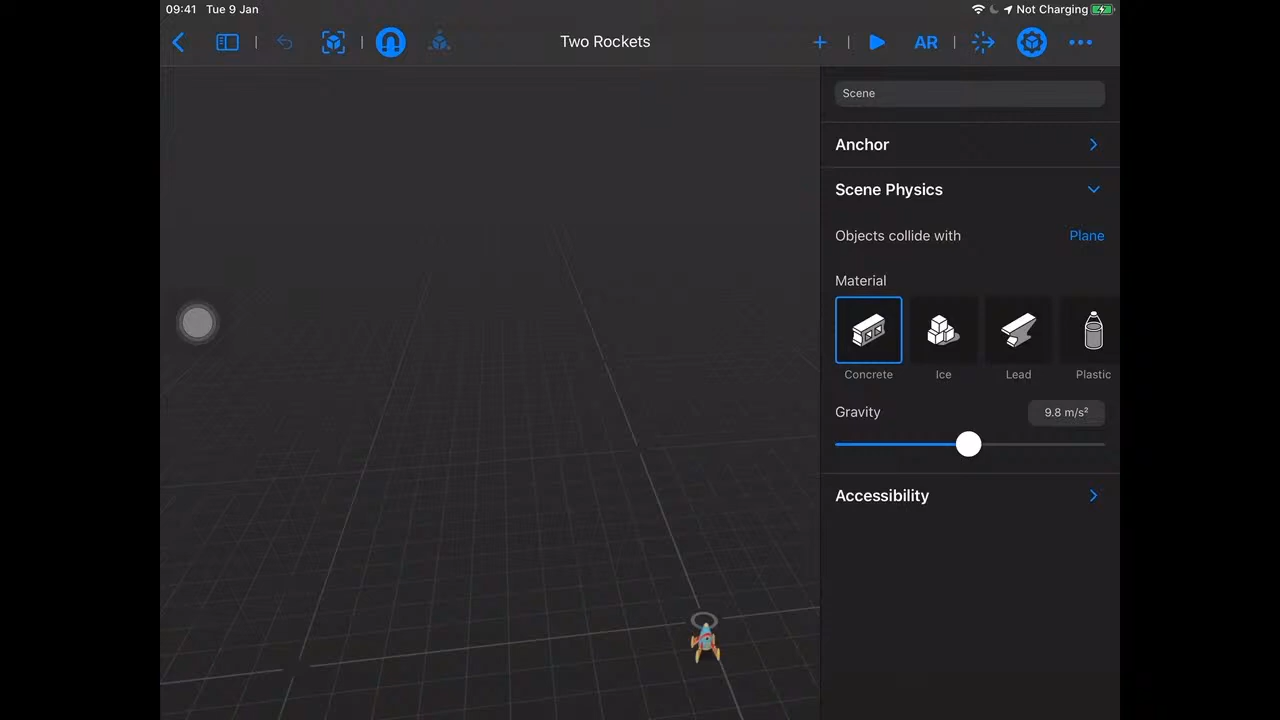 09:41 Tue 9 Jan Not Charging
Two Rockets AR
Scene
Anchor
Scene Physics
Objects collide with Plane
Material
Concrete Ice Lead Plastic
Gravity 9.8 m/s²
Accessibility